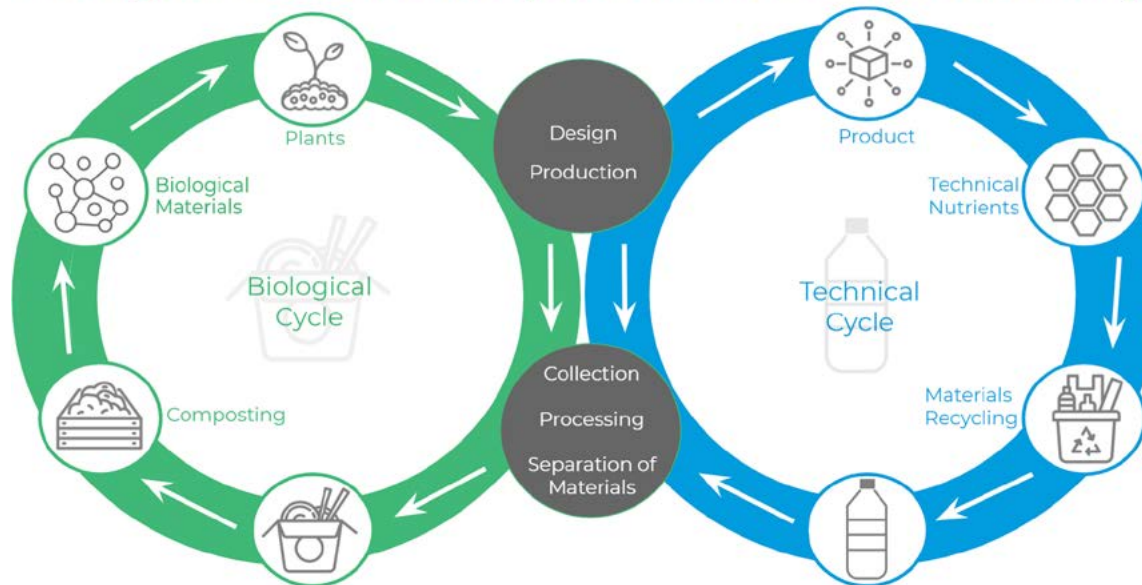 Plants
Biological
Materials
Biological
Cycle
Composting
Design
Production
Collection
Processing
Separation of
Materials
Product
Technical
Nutrients
Technical
Cycle
Materials
Recycling